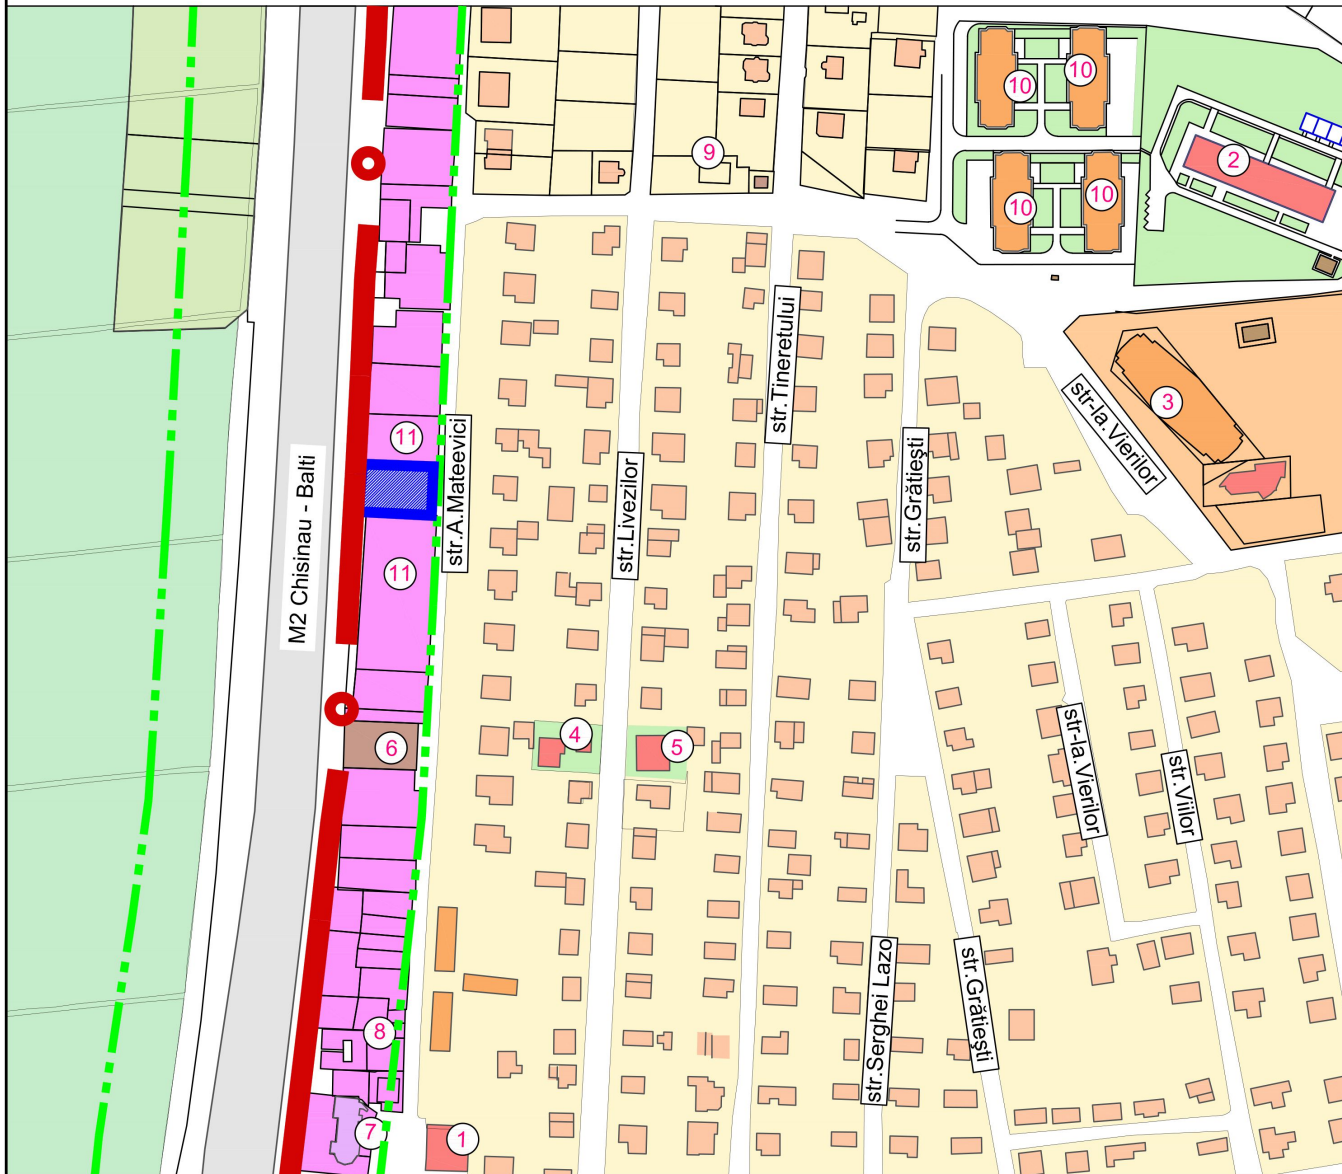 10
10
9
2
10
10
str.Tineretului
3
str-la.Vierilor
11
str.A.Mateevici
str.Grătiești
M2 Chisinau - Balti
str.Livezilor
11
4
5
6
str-la.Vierilor
str.Viilor
str.Serghei Lazo
str.Grătiești
8
7
1